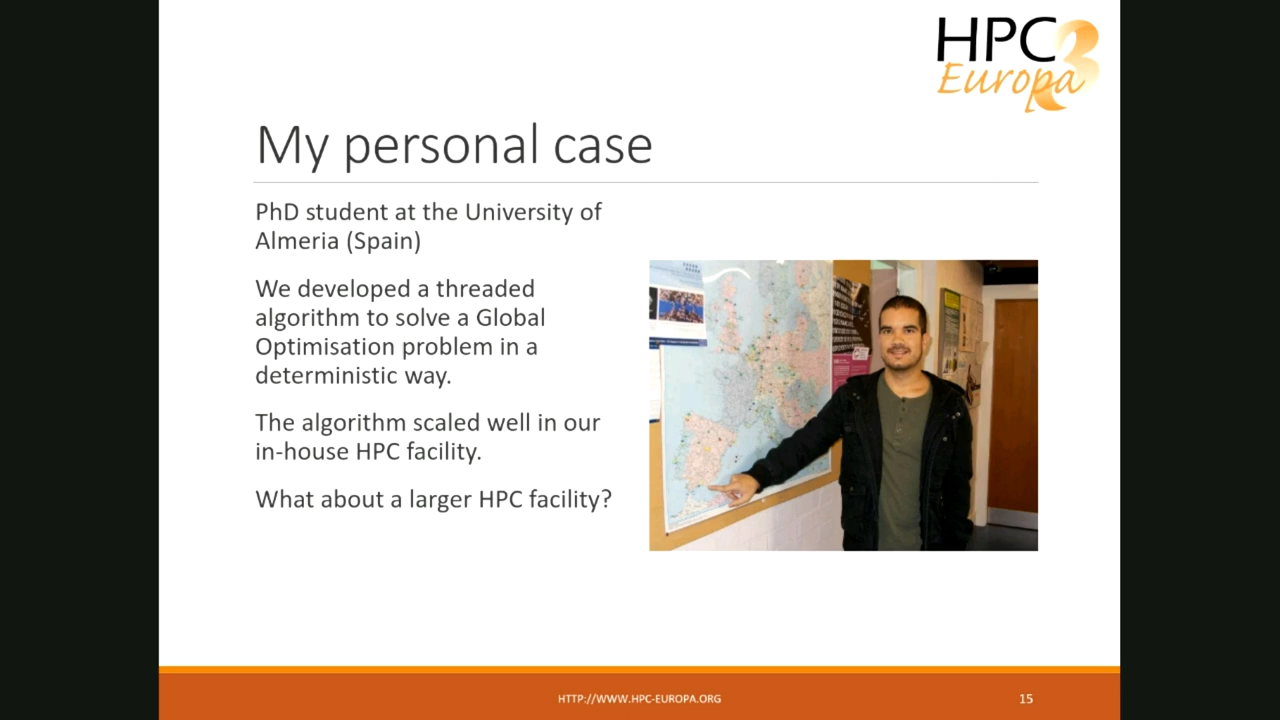 HPC
Europa 3
My personal case
PhD student at the University of
Almeria (Spain)
We developed a threaded
algorithm to solve a Global
Optimisation problem in a
deterministic way.
The algorithm scaled well in our
in-house HPC facility.
What about a larger HPC facility?
HTTP://WWW.HPC-EUROPA.ORG
15